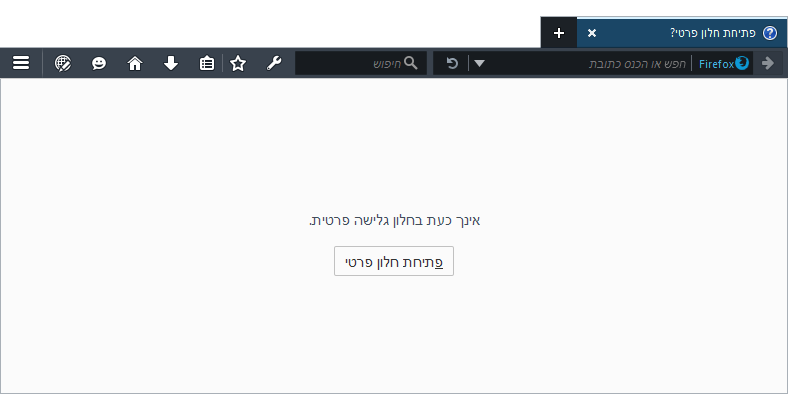 פתיחת חלון פרטי?
Firefox
חפש או הכנס כתובת
חיפוש
אינך כעת בחלון גלישה פרטית.
פתיחת חלון פרטי